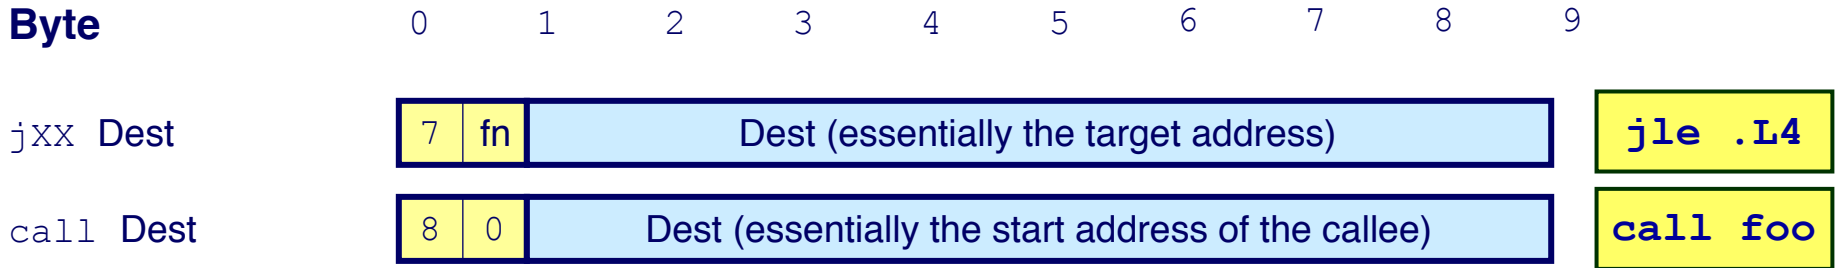 Byte 0 1 2 3 4 5 6 7 8 9
jXX Dest 7 fn Dest (essentially the target address) jle .L4
call Dest 8 0 Dest (essentially the start address of the callee) call foo